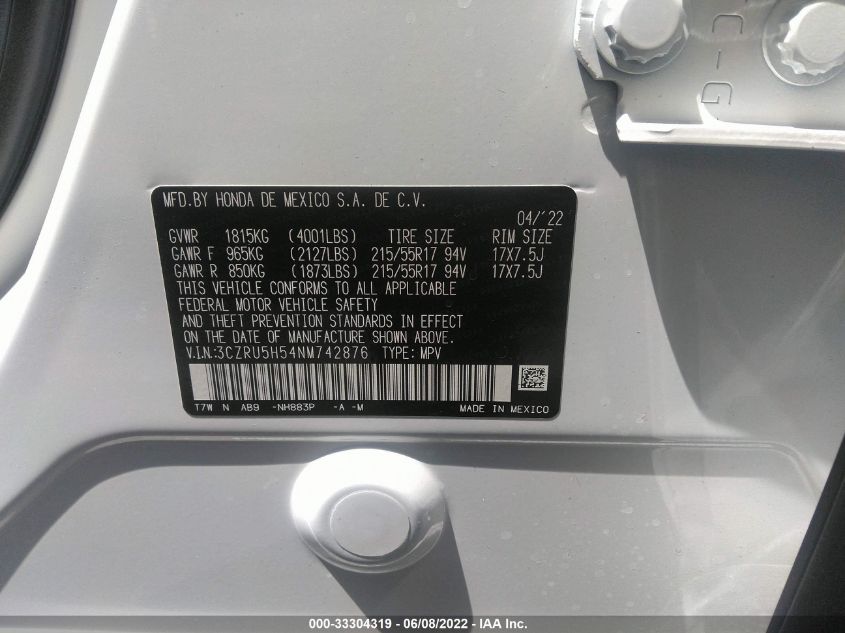 C-G
MFD.BY HONDA DE MEXICO S.A. DE C.V.
04/'22
GVWR 1815KG (4001LBS) TIRE SIZE RIM SIZE
GAWR F 965KG (2127LBS) 215/55R17 94V 17X7.5J
GAWR R 850KG (1873LBS) 215/55R17 94V 17X7.5J
THIS VEHICLE CONFORMS TO ALL APPLICABLE
FEDERAL MOTOR VEHICLE SAFETY
AND THEFT PREVENTION STANDARDS IN EFFECT
ON THE DATE OF MANUFACTURE SHOWN ABOVE.
V.I.N:3CZRU5H54NM742876 TYPE: MPV
T7W N AB9 -NH883P -A -M MADE IN MEXICO
000-33304319 - 06/08/2022 - IAA Inc.